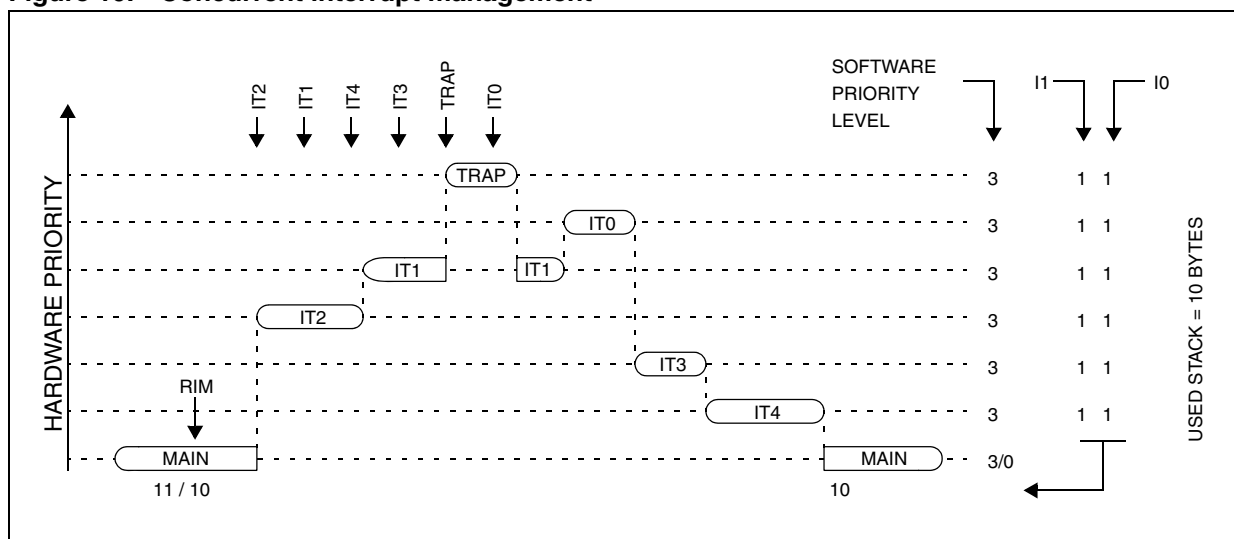 Figure 18. Concurrent Interrupt Management
IT2
IT1
IT4
IT3
TRAP
IT0
SOFTWARE
PRIORITY
LEVEL
I1
I0
HARDWARE PRIORITY
TRAP
3
1 1
IT0
3
1 1
IT1
IT1
3
1 1
IT2
3
1 1
IT3
3
1 1
RIM
IT4
3
1 1
MAIN
MAIN
3/0
11 / 10
10
USED STACK = 10 BYTES